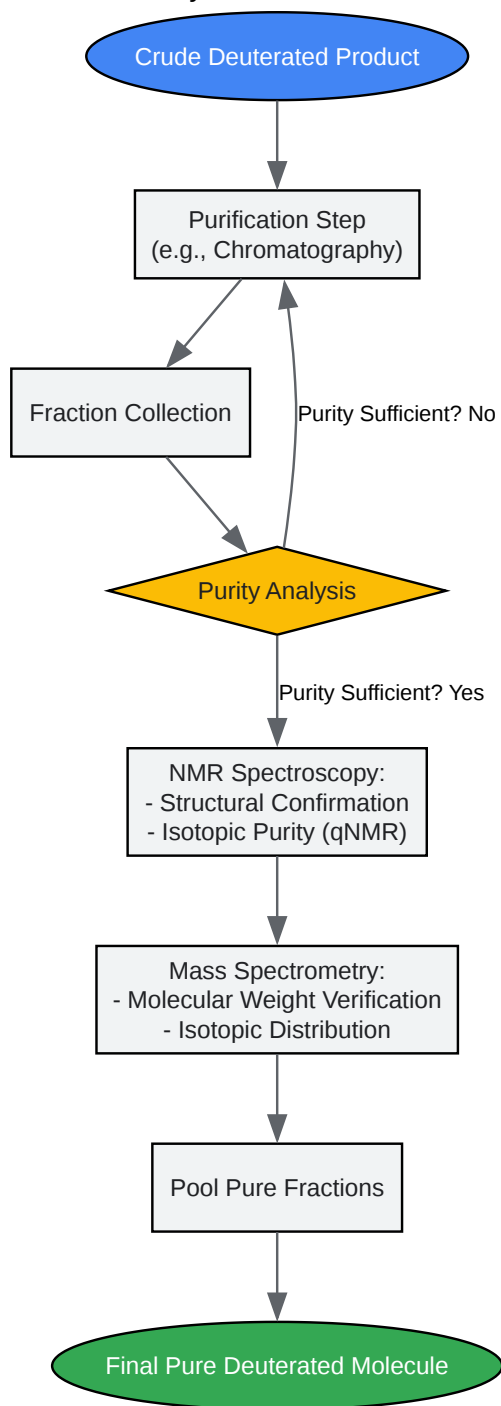 Crude Deuterated Product
Purification Step
(e.g., Chromatography)
Fraction Collection
Purity Sufficient? No
Purity Analysis
Purity Sufficient? Yes
NMR Spectroscopy:
- Structural Confirmation
- Isotopic Purity (qNMR)
Mass Spectrometry:
- Molecular Weight Verification
- Isotopic Distribution
Pool Pure Fractions
Final Pure Deuterated Molecule